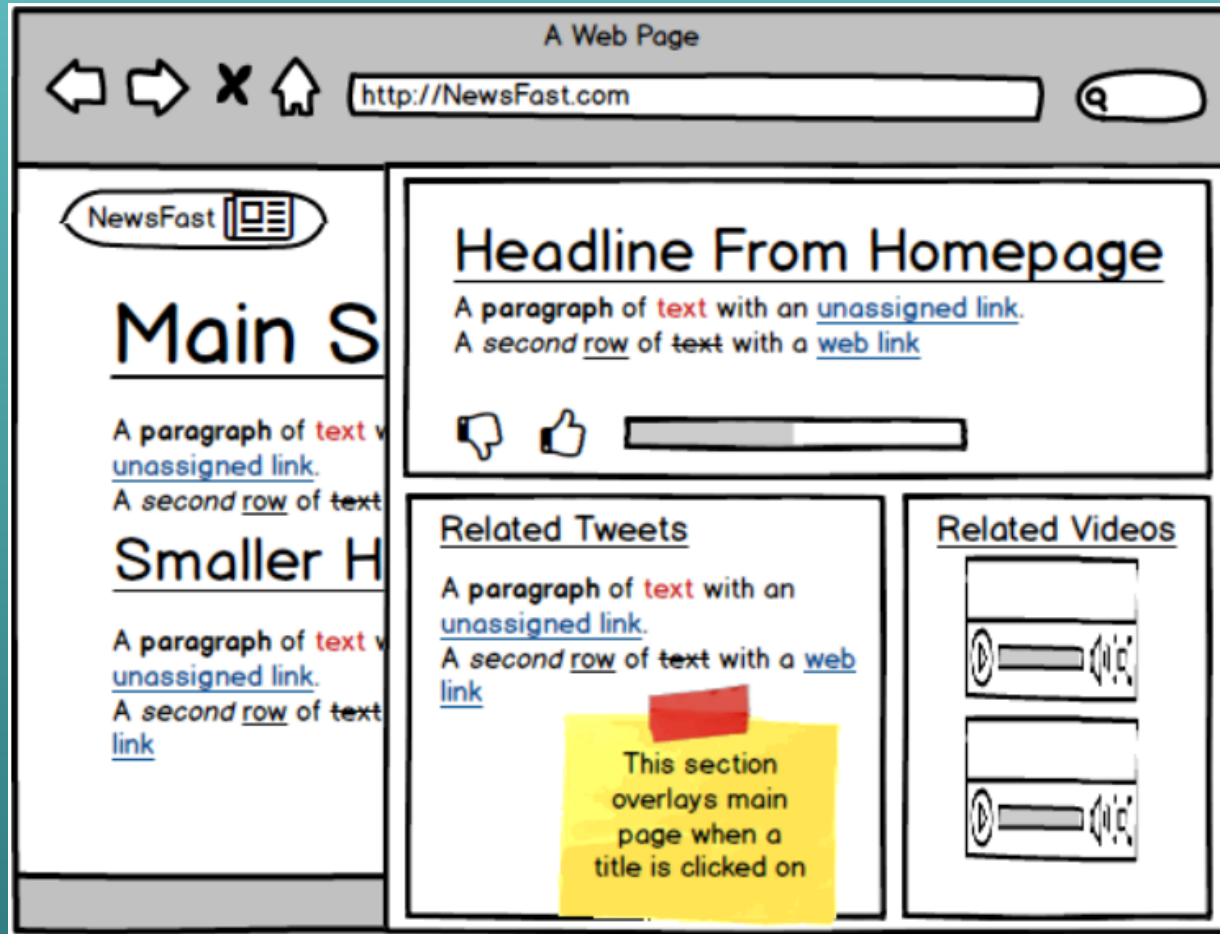 A Web Page
http://NewsFast.com
NewsFast
Main S
A paragraph of text w
unassigned link.
A second row of text
Smaller H
A paragraph of text w
unassigned link.
A second row of text
link
Headline From Homepage
A paragraph of text with an unassigned link.
A second row of text with a web link
Related Tweets
A paragraph of text with an
unassigned link.
A second row of text with a web
link
This section
overlays main
page when a
title is clicked on
Related Videos